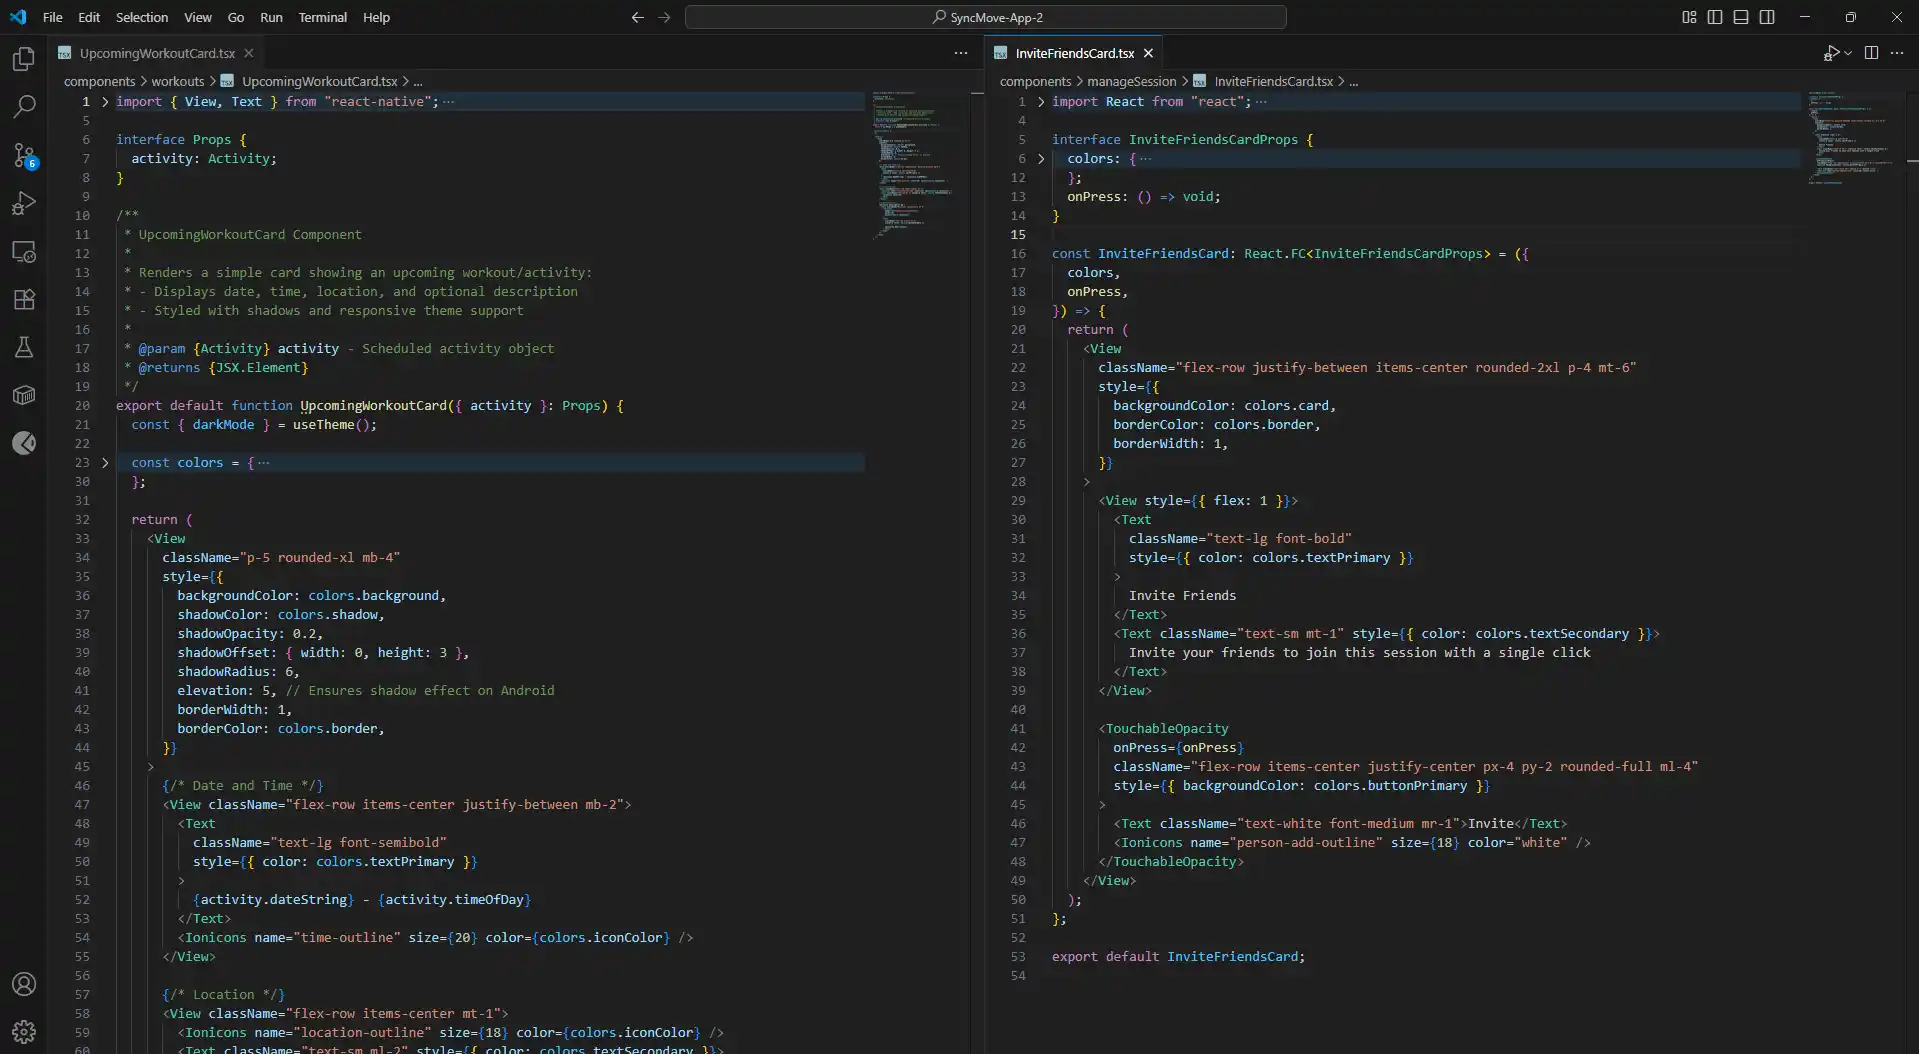 File Edit Selection View Go Run Terminal Help
SyncMove-App-2
UpcomingWorkoutCard.tsx
components > workouts > UpcomingWorkoutCard.tsx > ...
1 import { View, Text } from "react-native"; ...
5
6 interface Props {
7 activity: Activity;
8 }
9
10 /**
11 * UpcomingWorkoutCard Component
12 *
13 * Renders a simple card showing an upcoming workout/activity:
14 * - Displays date, time, location, and optional description
15 * - Styled with shadows and responsive theme support
16 *
17 * @param {Activity} activity - Scheduled activity object
18 * @returns {JSX.Element}
19 */
20 export default function UpcomingWorkoutCard({ activity }: Props) {
21 const { darkMode } = useTheme();
22
23 const colors = { ...
30 };
31
32 return (
33 <View
34 className="p-5 rounded-xl mb-4"
35 style={{
36 backgroundColor: colors.background,
37 shadowColor: colors.shadow,
38 shadowOpacity: 0.2,
39 shadowOffset: { width: 0, height: 3 },
40 shadowRadius: 6,
41 elevation: 5, // Ensures shadow effect on Android
42 borderWidth: 1,
43 borderColor: colors.border,
44 }}
45 >
46 {/* Date and Time */}
47 <View className="flex-row items-center justify-between mb-2">
48 <Text
49 className="text-lg font-semibold"
50 style={{ color: colors.textPrimary }}
51 >
52 {activity.dateString} - {activity.timeOfDay}
53 </Text>
54 <Ionicons name="time-outline" size={20} color={colors.iconColor} />
55 </View>
56
57 {/* Location */}
58 <View className="flex-row items-center mt-1">
59 <Ionicons name="location-outline" size={18} color={colors.iconColor} />
60 <Text className="text-sm ml-2" style={{ color: colors.textSecondary }}>
6
InviteFriendsCard.tsx
components > manageSession > InviteFriendsCard.tsx > ...
1 import React from "react"; ...
4
5 interface InviteFriendsCardProps {
6 colors: { ...
12 };
13 onPress: () => void;
14 }
15
16 const InviteFriendsCard: React.FC<InviteFriendsCardProps> = ({
17 colors,
18 onPress,
19 }) => {
20 return (
21 <View
22 className="flex-row justify-between items-center rounded-2xl p-4 mt-6"
23 style={{
24 backgroundColor: colors.card,
25 borderColor: colors.border,
26 borderWidth: 1,
27 }}
28 >
29 <View style={{ flex: 1 }}>
30 <Text
31 className="text-lg font-bold"
32 style={{ color: colors.textPrimary }}
33 >
34 Invite Friends
35 </Text>
36 <Text className="text-sm mt-1" style={{ color: colors.textSecondary }}>
37 Invite your friends to join this session with a single click
38 </Text>
39 </View>
40
41 <TouchableOpacity
42 onPress={onPress}
43 className="flex-row items-center justify-center px-4 py-2 rounded-full ml-4"
44 style={{ backgroundColor: colors.buttonPrimary }}
45 >
46 <Text className="text-white font-medium mr-1">Invite</Text>
47 <Ionicons name="person-add-outline" size={18} color="white" />
48 </TouchableOpacity>
49 </View>
50 );
51 };
52
53 export default InviteFriendsCard;
54